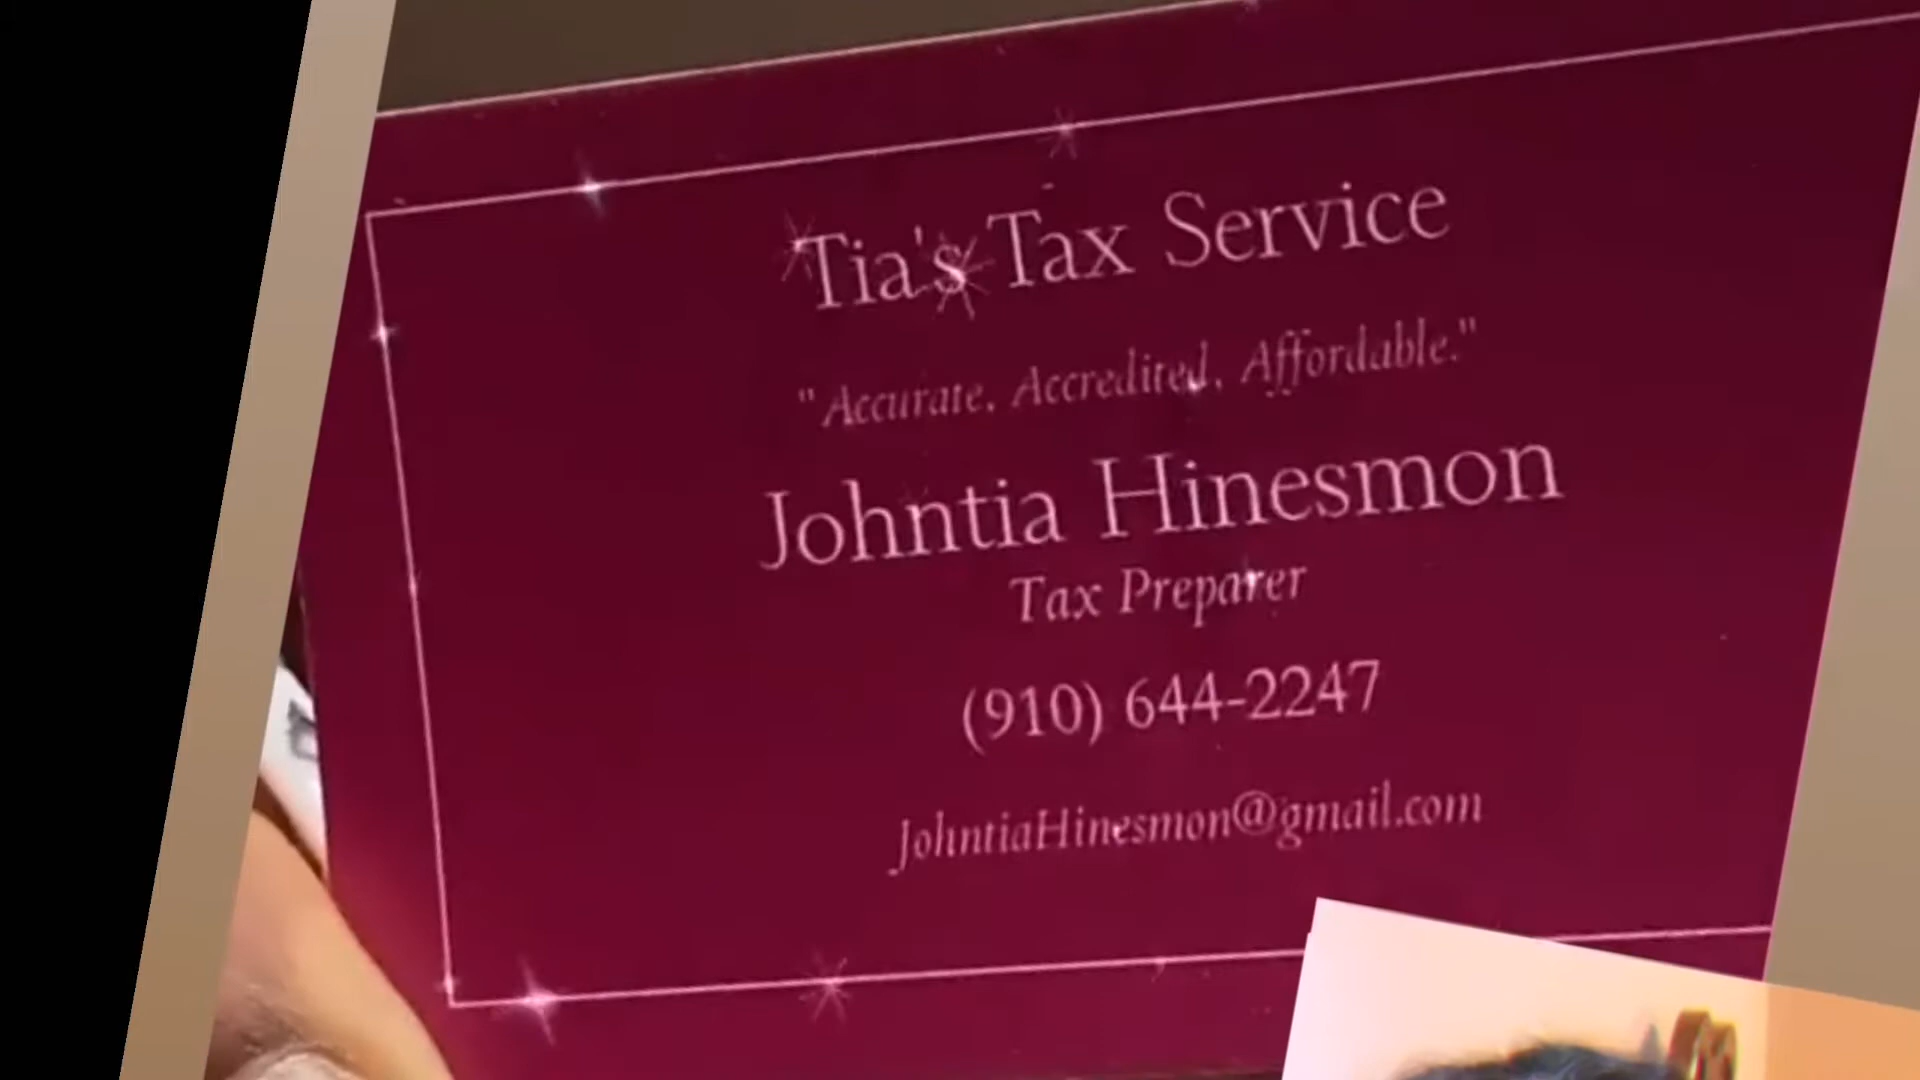 Tia's Tax Service
"Accurate. Accredited. Affordable."
Johntia Hinesmon
Tax Preparer
(910) 644-2247
JohntiaHinesmon@gmail.com